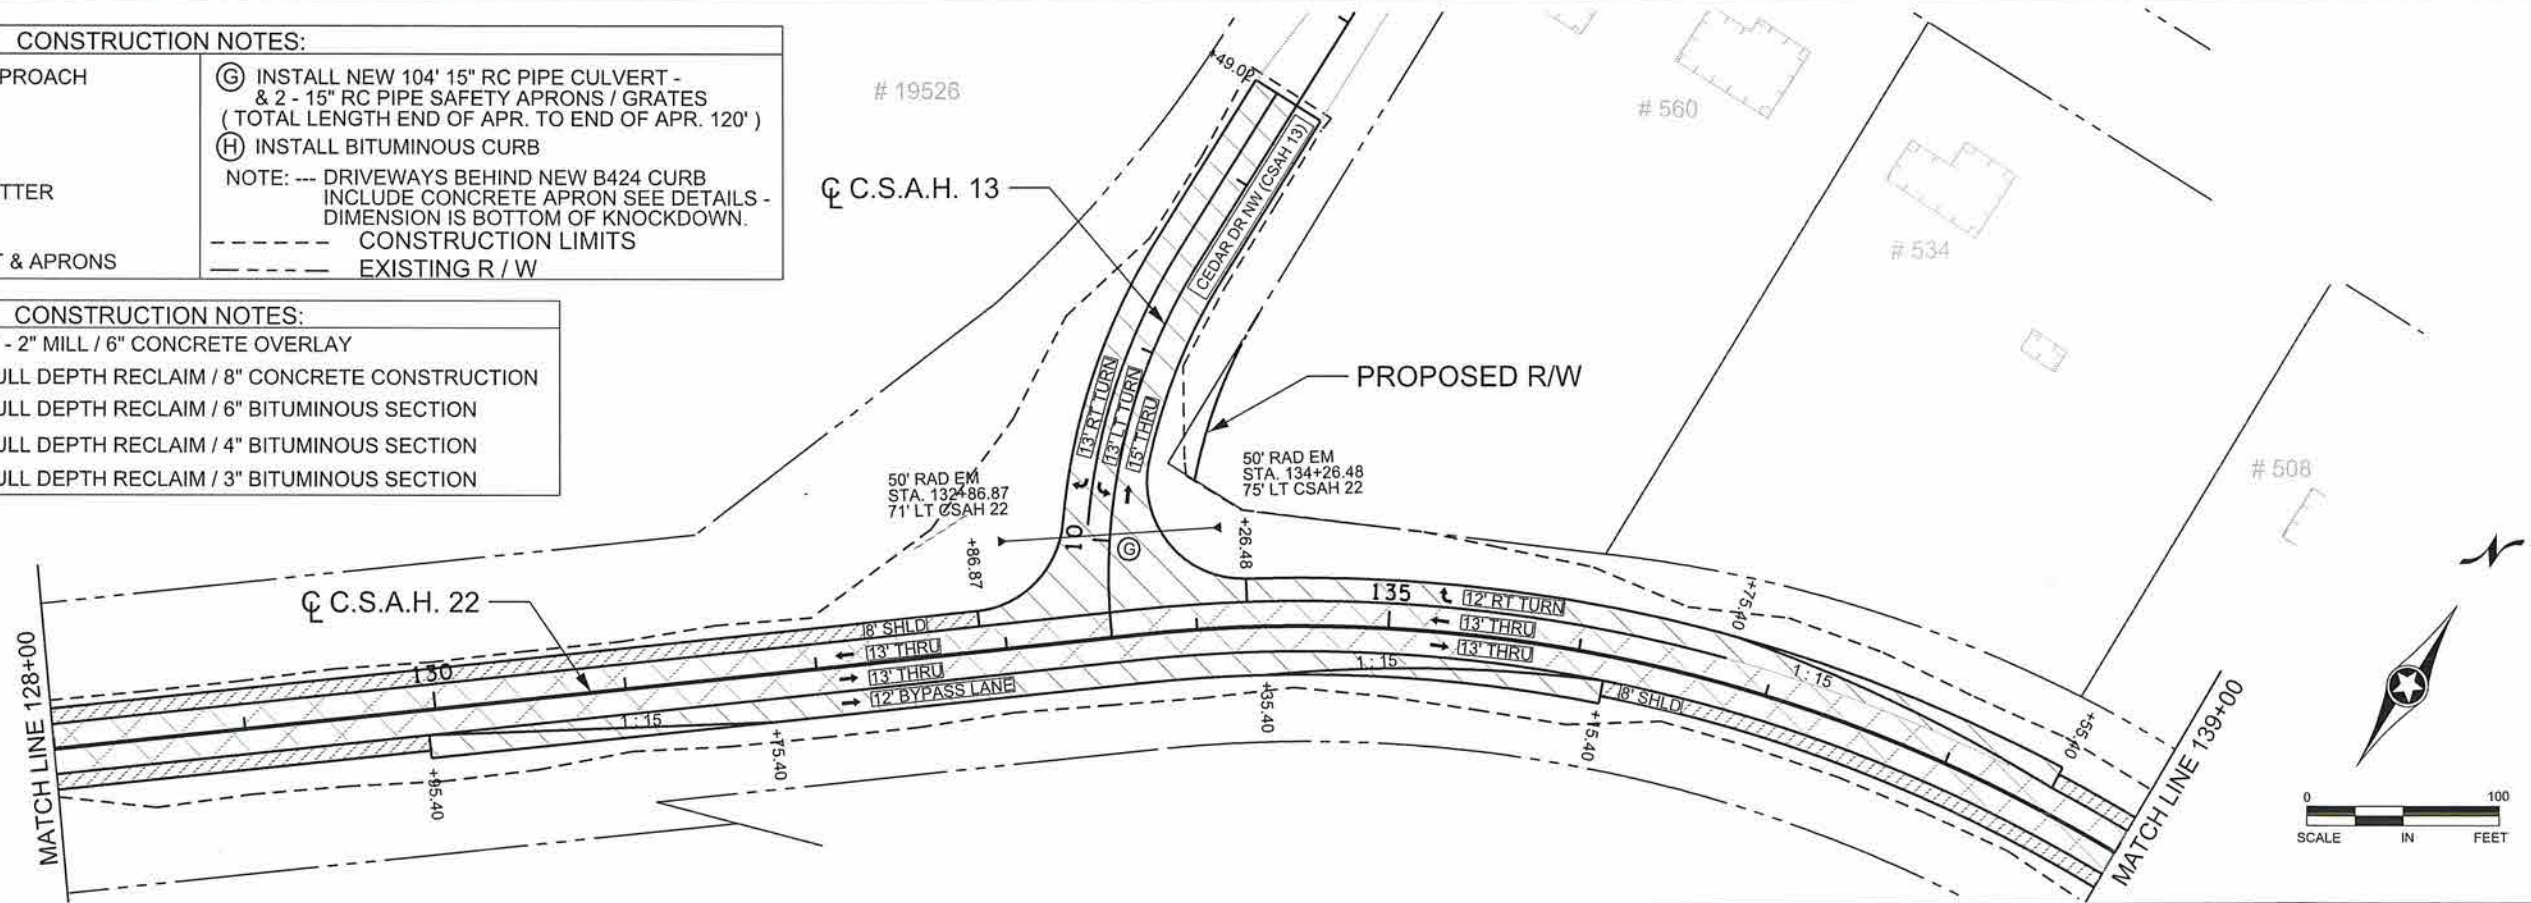 CONSTRUCTION NOTES:
PROACH
TTER
T & APRONS
G INSTALL NEW 104' 15" RC PIPE CULVERT -
& 2 - 15" RC PIPE SAFETY APRONS / GRATES
( TOTAL LENGTH END OF APR. TO END OF APR. 120' )
H INSTALL BITUMINOUS CURB
NOTE: --- DRIVEWAYS BEHIND NEW B424 CURB
INCLUDE CONCRETE APRON SEE DETAILS -
DIMENSION IS BOTTOM OF KNOCKDOWN.
CONSTRUCTION LIMITS
EXISTING R / W
CONSTRUCTION NOTES:
- 2" MILL / 6" CONCRETE OVERLAY
ULL DEPTH RECLAIM / 8" CONCRETE CONSTRUCTION
ULL DEPTH RECLAIM / 6" BITUMINOUS SECTION
ULL DEPTH RECLAIM / 4" BITUMINOUS SECTION
ULL DEPTH RECLAIM / 3" BITUMINOUS SECTION
# 19526
+49.02
# 560
# 534
# 508
℄ C.S.A.H. 13
CEDAR DR NW (CSAH 13)
PROPOSED R/W
13' RT TURN
13' LT TURN
15' THRU
50' RAD EM
STA. 132+86.87
71' LT CSAH 22
50' RAD EM
STA. 134+26.48
75' LT CSAH 22
10
G
+86.87
+26.48
℄ C.S.A.H. 22
130
8' SHLD
13' THRU
13' THRU
12' BYPASS LANE
135
12' RT TURN
13' THRU
13' THRU
1 : 15
1 : 15
1 : 15
8' SHLD
+75.40
+95.40
+75.40
+35.40
+15.40
+55.40
MATCH LINE 128+00
MATCH LINE 139+00
N
0 100
SCALE IN FEET